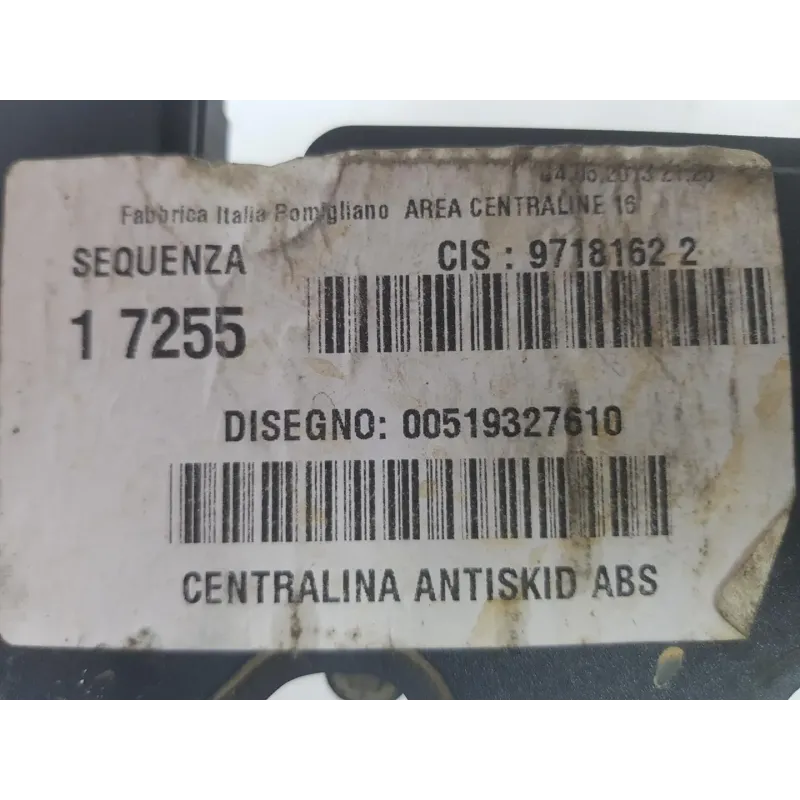 04.06.2013 21:20
Fabbrica Italia Pomigliano AREA CENTRALINE 16
SEQUENZA
CIS : 9718162 2
1 7255
DISEGNO: 00519327610
CENTRALINA ANTISKID ABS